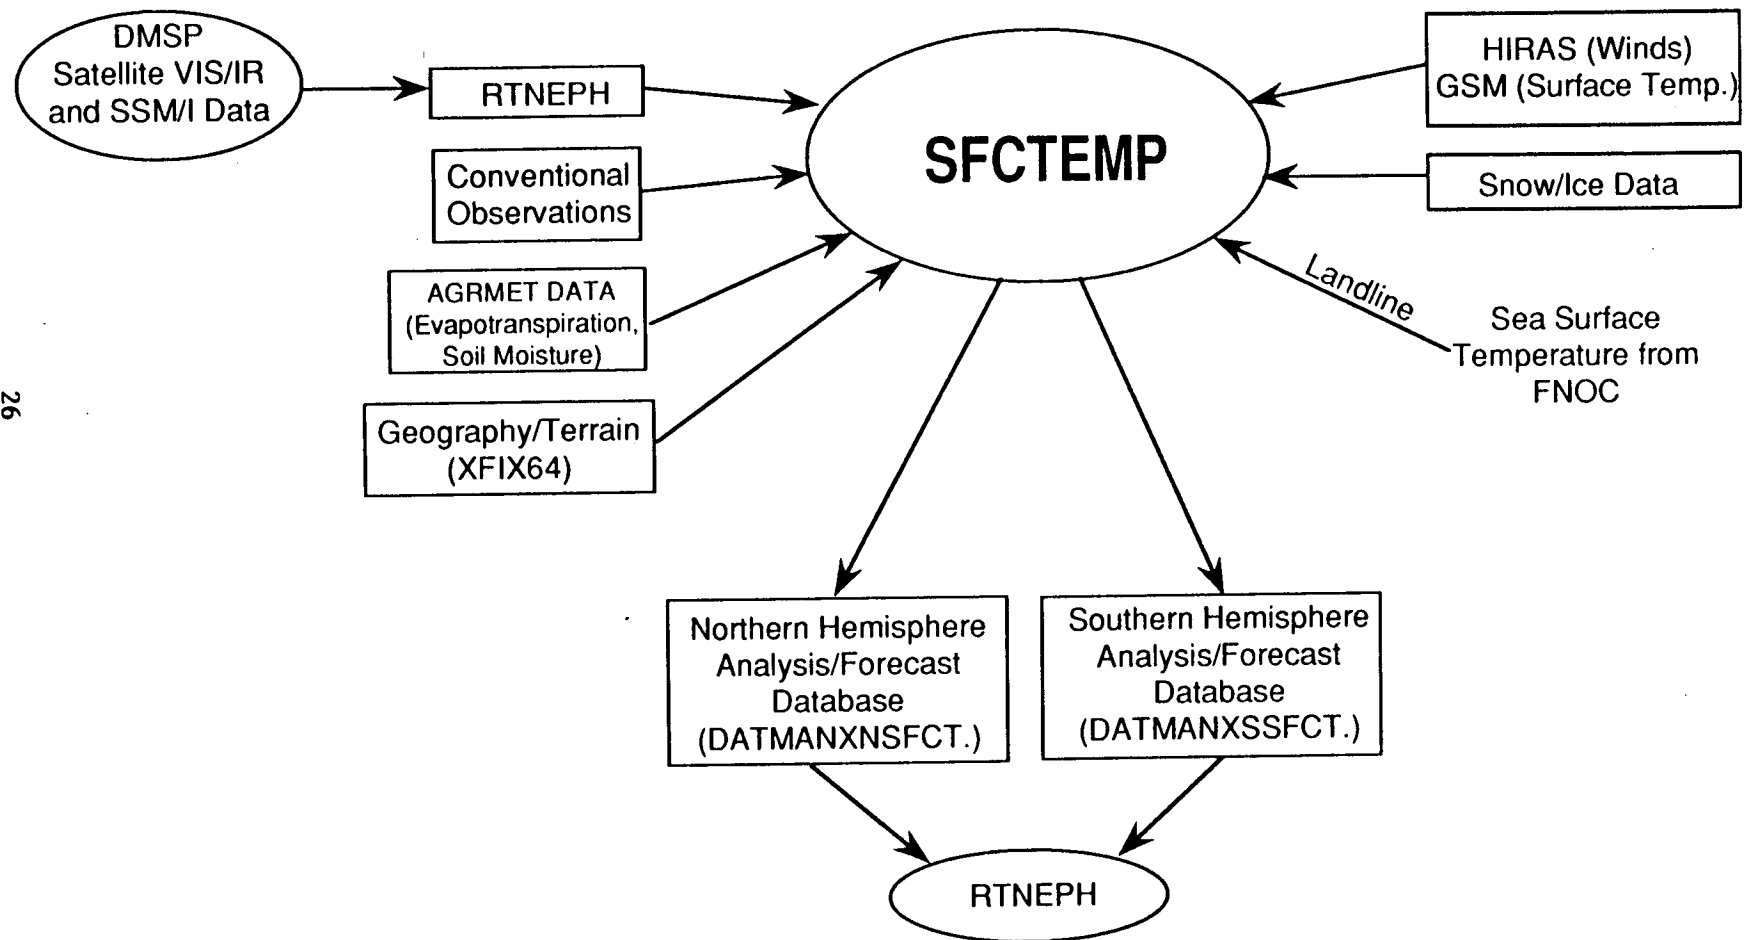 DMSP
Satellite VIS/IR
and SSM/I Data
RTNEPH
Conventional
Observations
AGRMET DATA
(Evapotranspiration,
Soil Moisture)
Geography/Terrain
(XFIX64)
SFCTEMP
HIRAS (Winds)
GSM (Surface Temp.)
Snow/Ice Data
Landline
Sea Surface
Temperature from
FNOC
26
Northern Hemisphere
Analysis/Forecast
Database
(DATMANXNSFCT.)
Southern Hemisphere
Analysis/Forecast
Database
(DATMANXSSFCT.)
RTNEPH